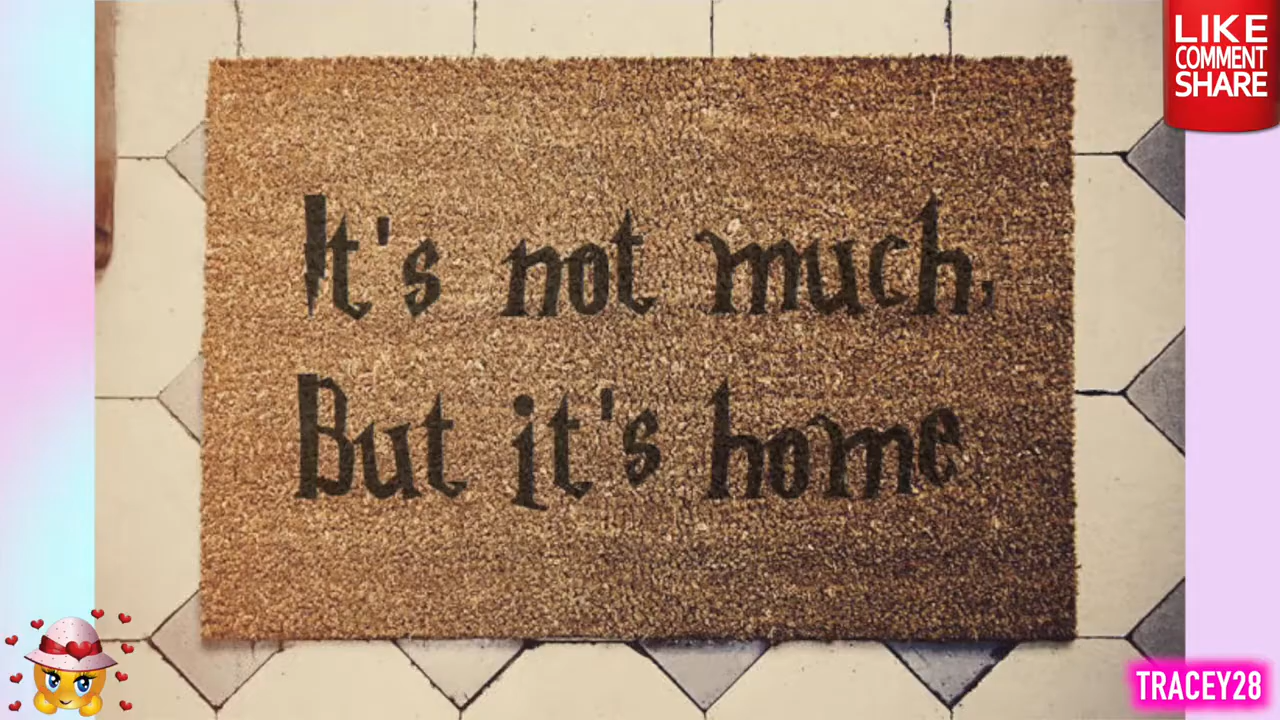 LIKE
COMMENT
SHARE
It's not much,
But it's home
TRACEY28